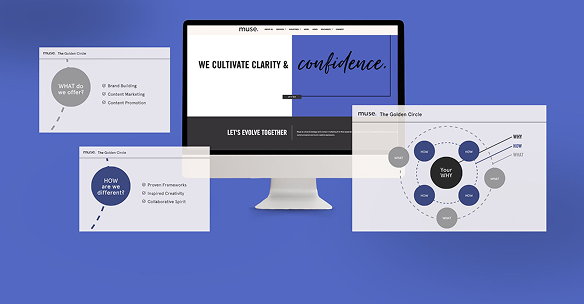 muse.
ABOUT US
WE CULTIVATE CLARITY & confidence.
LET'S EVOLVE TOGETHER
muse. The Golden Circle
WHAT do
we offer?
Brand Building
Content Marketing
Content Promotion
muse. The Golden Circle
HOW
are we
different?
Proven Frameworks
Inspired Creativity
Collaborative Spirit
muse. The Golden Circle
WHY
HOW
WHAT
HOW
HOW
WHAT
Your
WHY
WHAT
HOW
HOW
WHAT